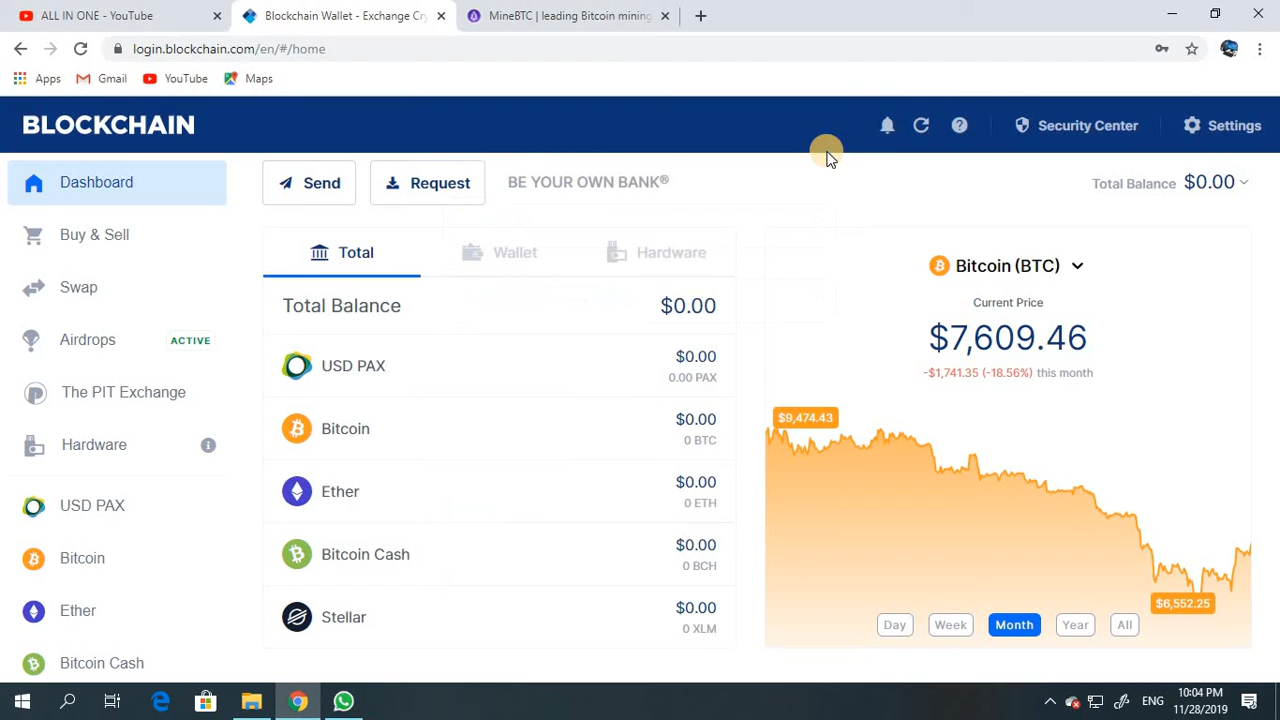 ALL IN ONE - YouTube
Blockchain Wallet - Exchange Cry
MineBTC | leading Bitcoin mining
login.blockchain.com/en/#/home
Apps Gmail YouTube Maps
BLOCKCHAIN
Security Center Settings
Dashboard
Buy & Sell
Swap
Airdrops ACTIVE
The PIT Exchange
Hardware
USD PAX
Bitcoin
Ether
Bitcoin Cash
Send Request BE YOUR OWN BANK®
Total Balance $0.00
Total Wallet Hardware
Total Balance $0.00
USD PAX $0.00
0.00 PAX
Bitcoin $0.00
0 BTC
Ether $0.00
0 ETH
Bitcoin Cash $0.00
0 BCH
Stellar $0.00
0 XLM
Bitcoin (BTC)
Current Price
$7,609.46
-$1,741.35 (-18.56%) this month
$9,474.43
$6,552.25
Day Week Month Year All
ENG
10:04 PM
11/28/2019